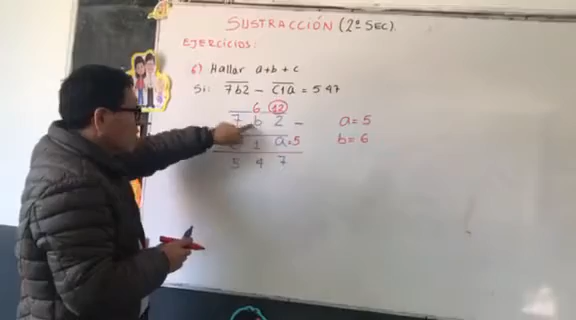 SUSTRACCIÓN (2º SEC).
EJERCICIOS:
6) Hallar a+b+c
Si: 7b2 - C1a = 547
6 12
7 b 2 - a = 5
1 a=5 b = 6
5 4 7